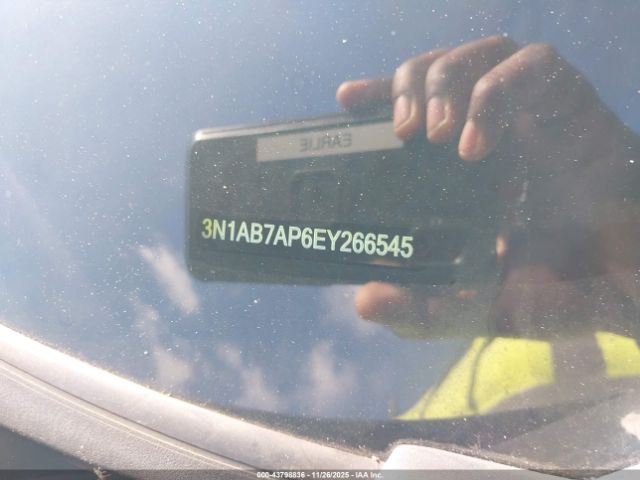 EARLIE
3N1AB7AP6EY266545
000-43798836 - 11/26/2025 - IAA, Inc.